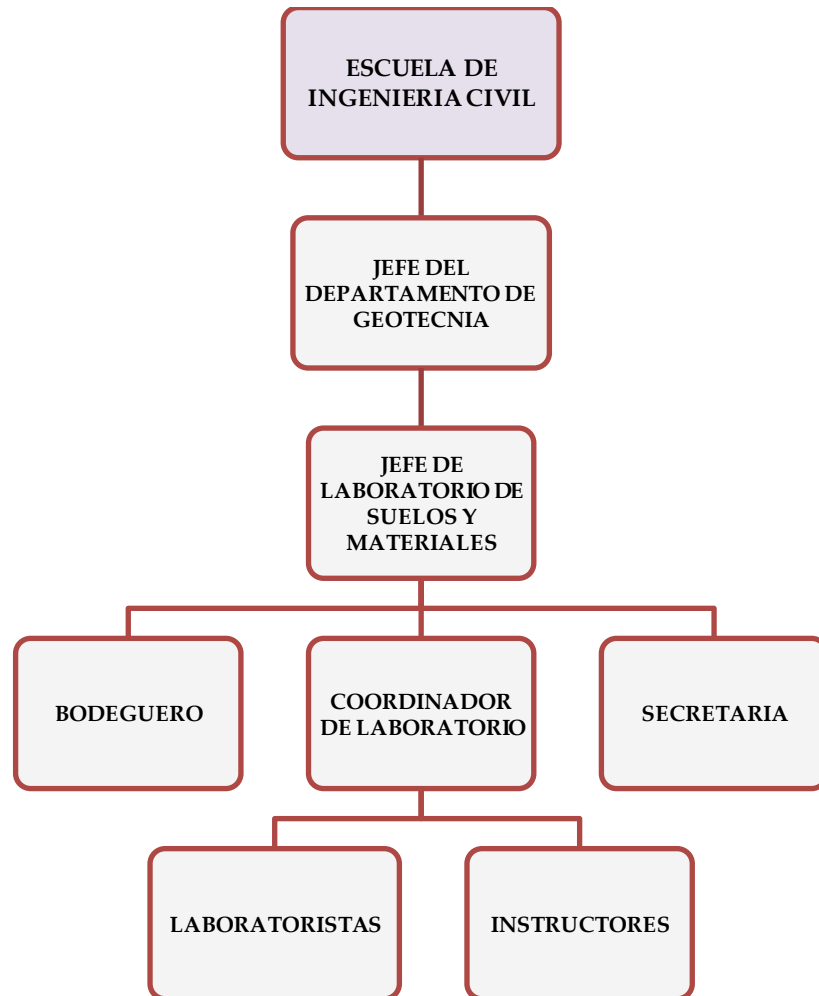 ESCUELA DE
INGENIERIA CIVIL
JEFE DEL
DEPARTAMENTO DE
GEOTECNIA
JEFE DE
LABORATORIO DE
SUELOS Y
MATERIALES
BODEGUERO
COORDINADOR
DE LABORATORIO
SECRETARIA
LABORATORISTAS
INSTRUCTORES